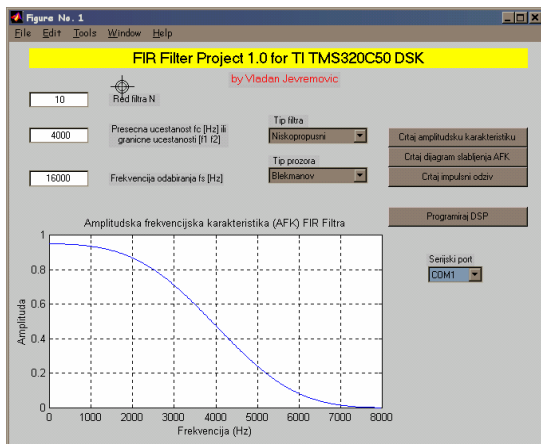 Figure No. 1
File Edit Tools Window Help
FIR Filter Project 1.0 for TI TMS320C50 DSK
by Vladan Jevremovic
10
Red filtra N
4000
Presecna ucestanost fc [Hz] ili
granicne ucestanosti [f1 f2]
16000
Frekvencija odabiranja fs [Hz]
Tip filtra
Niskopropusni
Tip prozora
Blekmanov
Crtaj amplitudsku karakteristiku
Crtaj dijagram slabljenja AFK
Crtaj impulsni odziv
Programiraj DSP
Serijski port
COM1
Amplitudska frekvencijska karakteristika (AFK) FIR Filtra
Amplituda
1
0.8
0.6
0.4
0.2
0
0 1000 2000 3000 4000 5000 6000 7000 8000
Frekvencija (Hz)